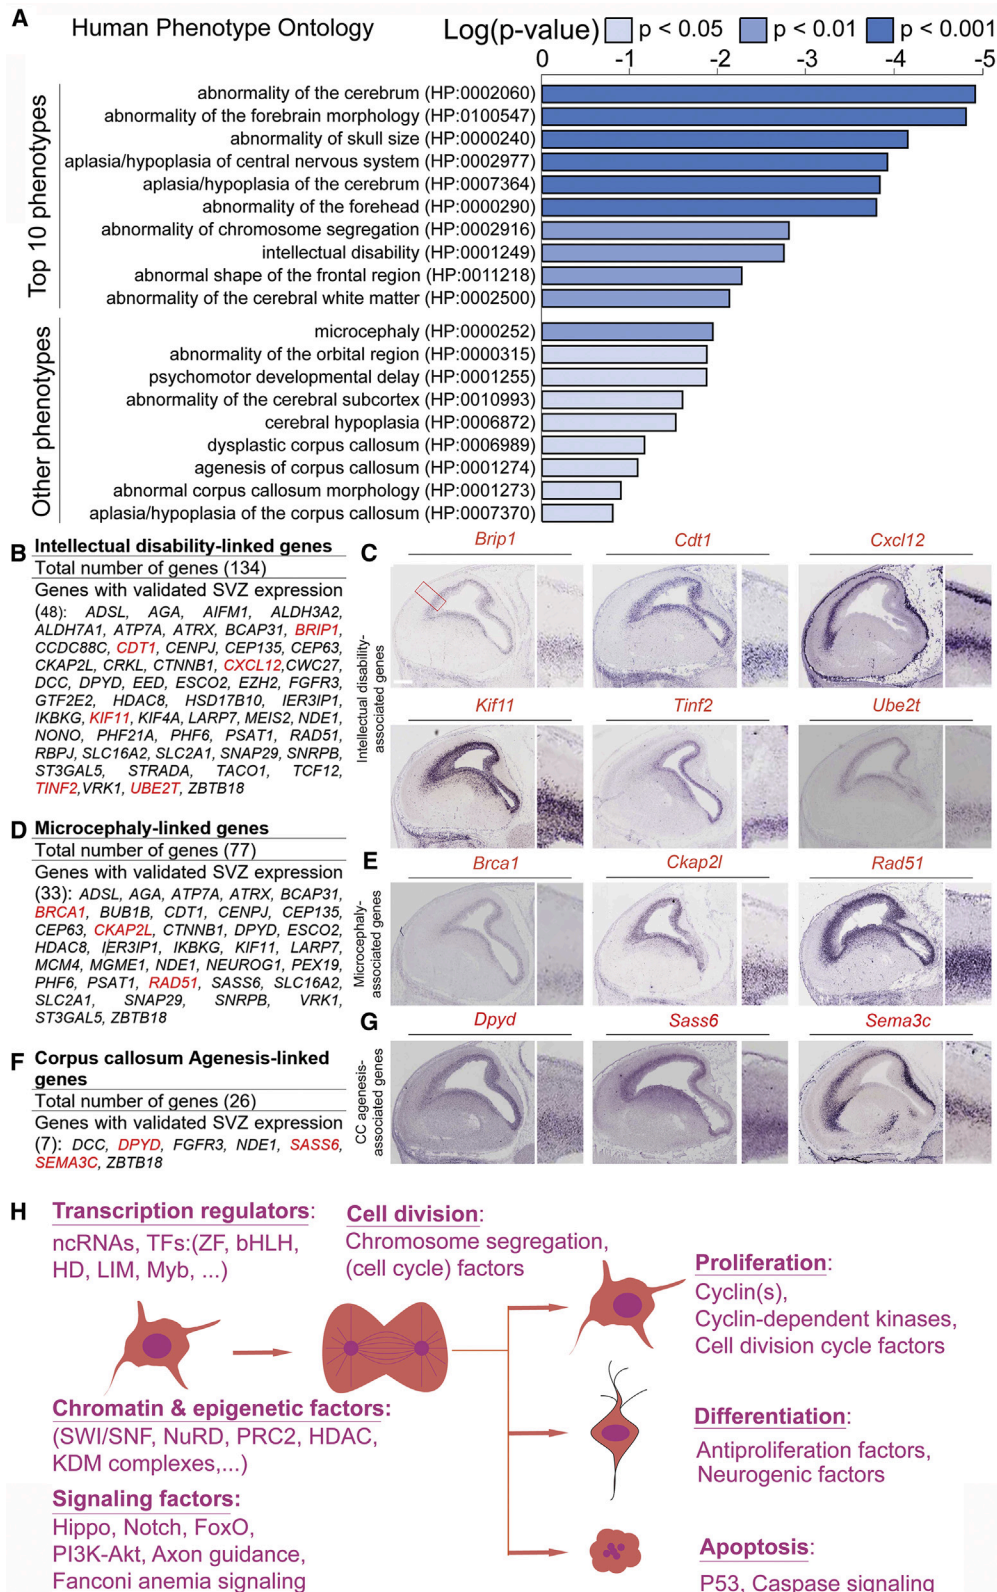 A
Human Phenotype Ontology
Log(p-value) p < 0.05 p < 0.01 p < 0.001
0 -1 -2 -3 -4 -5
Top 10 phenotypes
abnormality of the cerebrum (HP:0002060)
abnormality of the forebrain morphology (HP:0100547)
abnormality of skull size (HP:0000240)
aplasia/hypoplasia of central nervous system (HP:0002977)
aplasia/hypoplasia of the cerebrum (HP:0007364)
abnormality of the forehead (HP:0000290)
abnormality of chromosome segregation (HP:0002916)
intellectual disability (HP:0001249)
abnormal shape of the frontal region (HP:0011218)
abnormality of the cerebral white matter (HP:0002500)
Other phenotypes
microcephaly (HP:0000252)
abnormality of the orbital region (HP:0000315)
psychomotor developmental delay (HP:0001255)
abnormality of the cerebral subcortex (HP:0010993)
cerebral hypoplasia (HP:0006872)
dysplastic corpus callosum (HP:0006989)
agenesis of corpus callosum (HP:0001274)
abnormal corpus callosum morphology (HP:0001273)
aplasia/hypoplasia of the corpus callosum (HP:0007370)
B
Intellectual disability-linked genes
Total number of genes (134)
Genes with validated SVZ expression
(48): ADSL, AGA, AIFM1, ALDH3A2,
ALDH7A1, ATP7A, ATRX, BCAP31, BRIP1,
CCDC88C, CDT1, CENPJ, CEP135, CEP63,
CKAP2L, CRKL, CTNNB1, CXCL12,CWC27,
DCC, DPYD, EED, ESCO2, EZH2, FGFR3,
GTF2E2, HDAC8, HSD17B10, IER3IP1,
IKBKG, KIF11, KIF4A, LARP7, MEIS2, NDE1,
NONO, PHF21A, PHF6, PSAT1, RAD51,
RBPJ, SLC16A2, SLC2A1, SNAP29, SNRPB,
ST3GAL5, STRADA, TACO1, TCF12,
TINF2,VRK1, UBE2T, ZBTB18
C
Intellectual disability-
associated genes
Brip1
Cdt1
Cxcl12
Kif11
Tinf2
Ube2t
D
Microcephaly-linked genes
Total number of genes (77)
Genes with validated SVZ expression
(33): ADSL, AGA, ATP7A, ATRX, BCAP31,
BRCA1, BUB1B, CDT1, CENPJ, CEP135,
CEP63, CKAP2L, CTNNB1, DPYD, ESCO2,
HDAC8, IER3IP1, IKBKG, KIF11, LARP7,
MCM4, MGME1, NDE1, NEUROG1, PEX19,
PHF6, PSAT1, RAD51, SASS6, SLC16A2,
SLC2A1, SNAP29, SNRPB, VRK1,
ST3GAL5, ZBTB18
E
Microcephaly-
associated genes
Brca1
Ckap2l
Rad51
F
Corpus callosum Agenesis-linked
genes
Total number of genes (26)
Genes with validated SVZ expression
(7): DCC, DPYD, FGFR3, NDE1, SASS6,
SEMA3C, ZBTB18
G
CC agenesis-
associated genes
Dpyd
Sass6
Sema3c
H
Transcription regulators:
ncRNAs, TFs:(ZF, bHLH,
HD, LIM, Myb, ...)
Cell division:
Chromosome segregation,
(cell cycle) factors
Proliferation:
Cyclin(s),
Cyclin-dependent kinases,
Cell division cycle factors
Chromatin & epigenetic factors:
(SWI/SNF, NuRD, PRC2, HDAC,
KDM complexes,...)
Differentiation:
Antiproliferation factors,
Neurogenic factors
Signaling factors:
Hippo, Notch, FoxO,
PI3K-Akt, Axon guidance,
Fanconi anemia signaling
Apoptosis:
P53, Caspase signaling